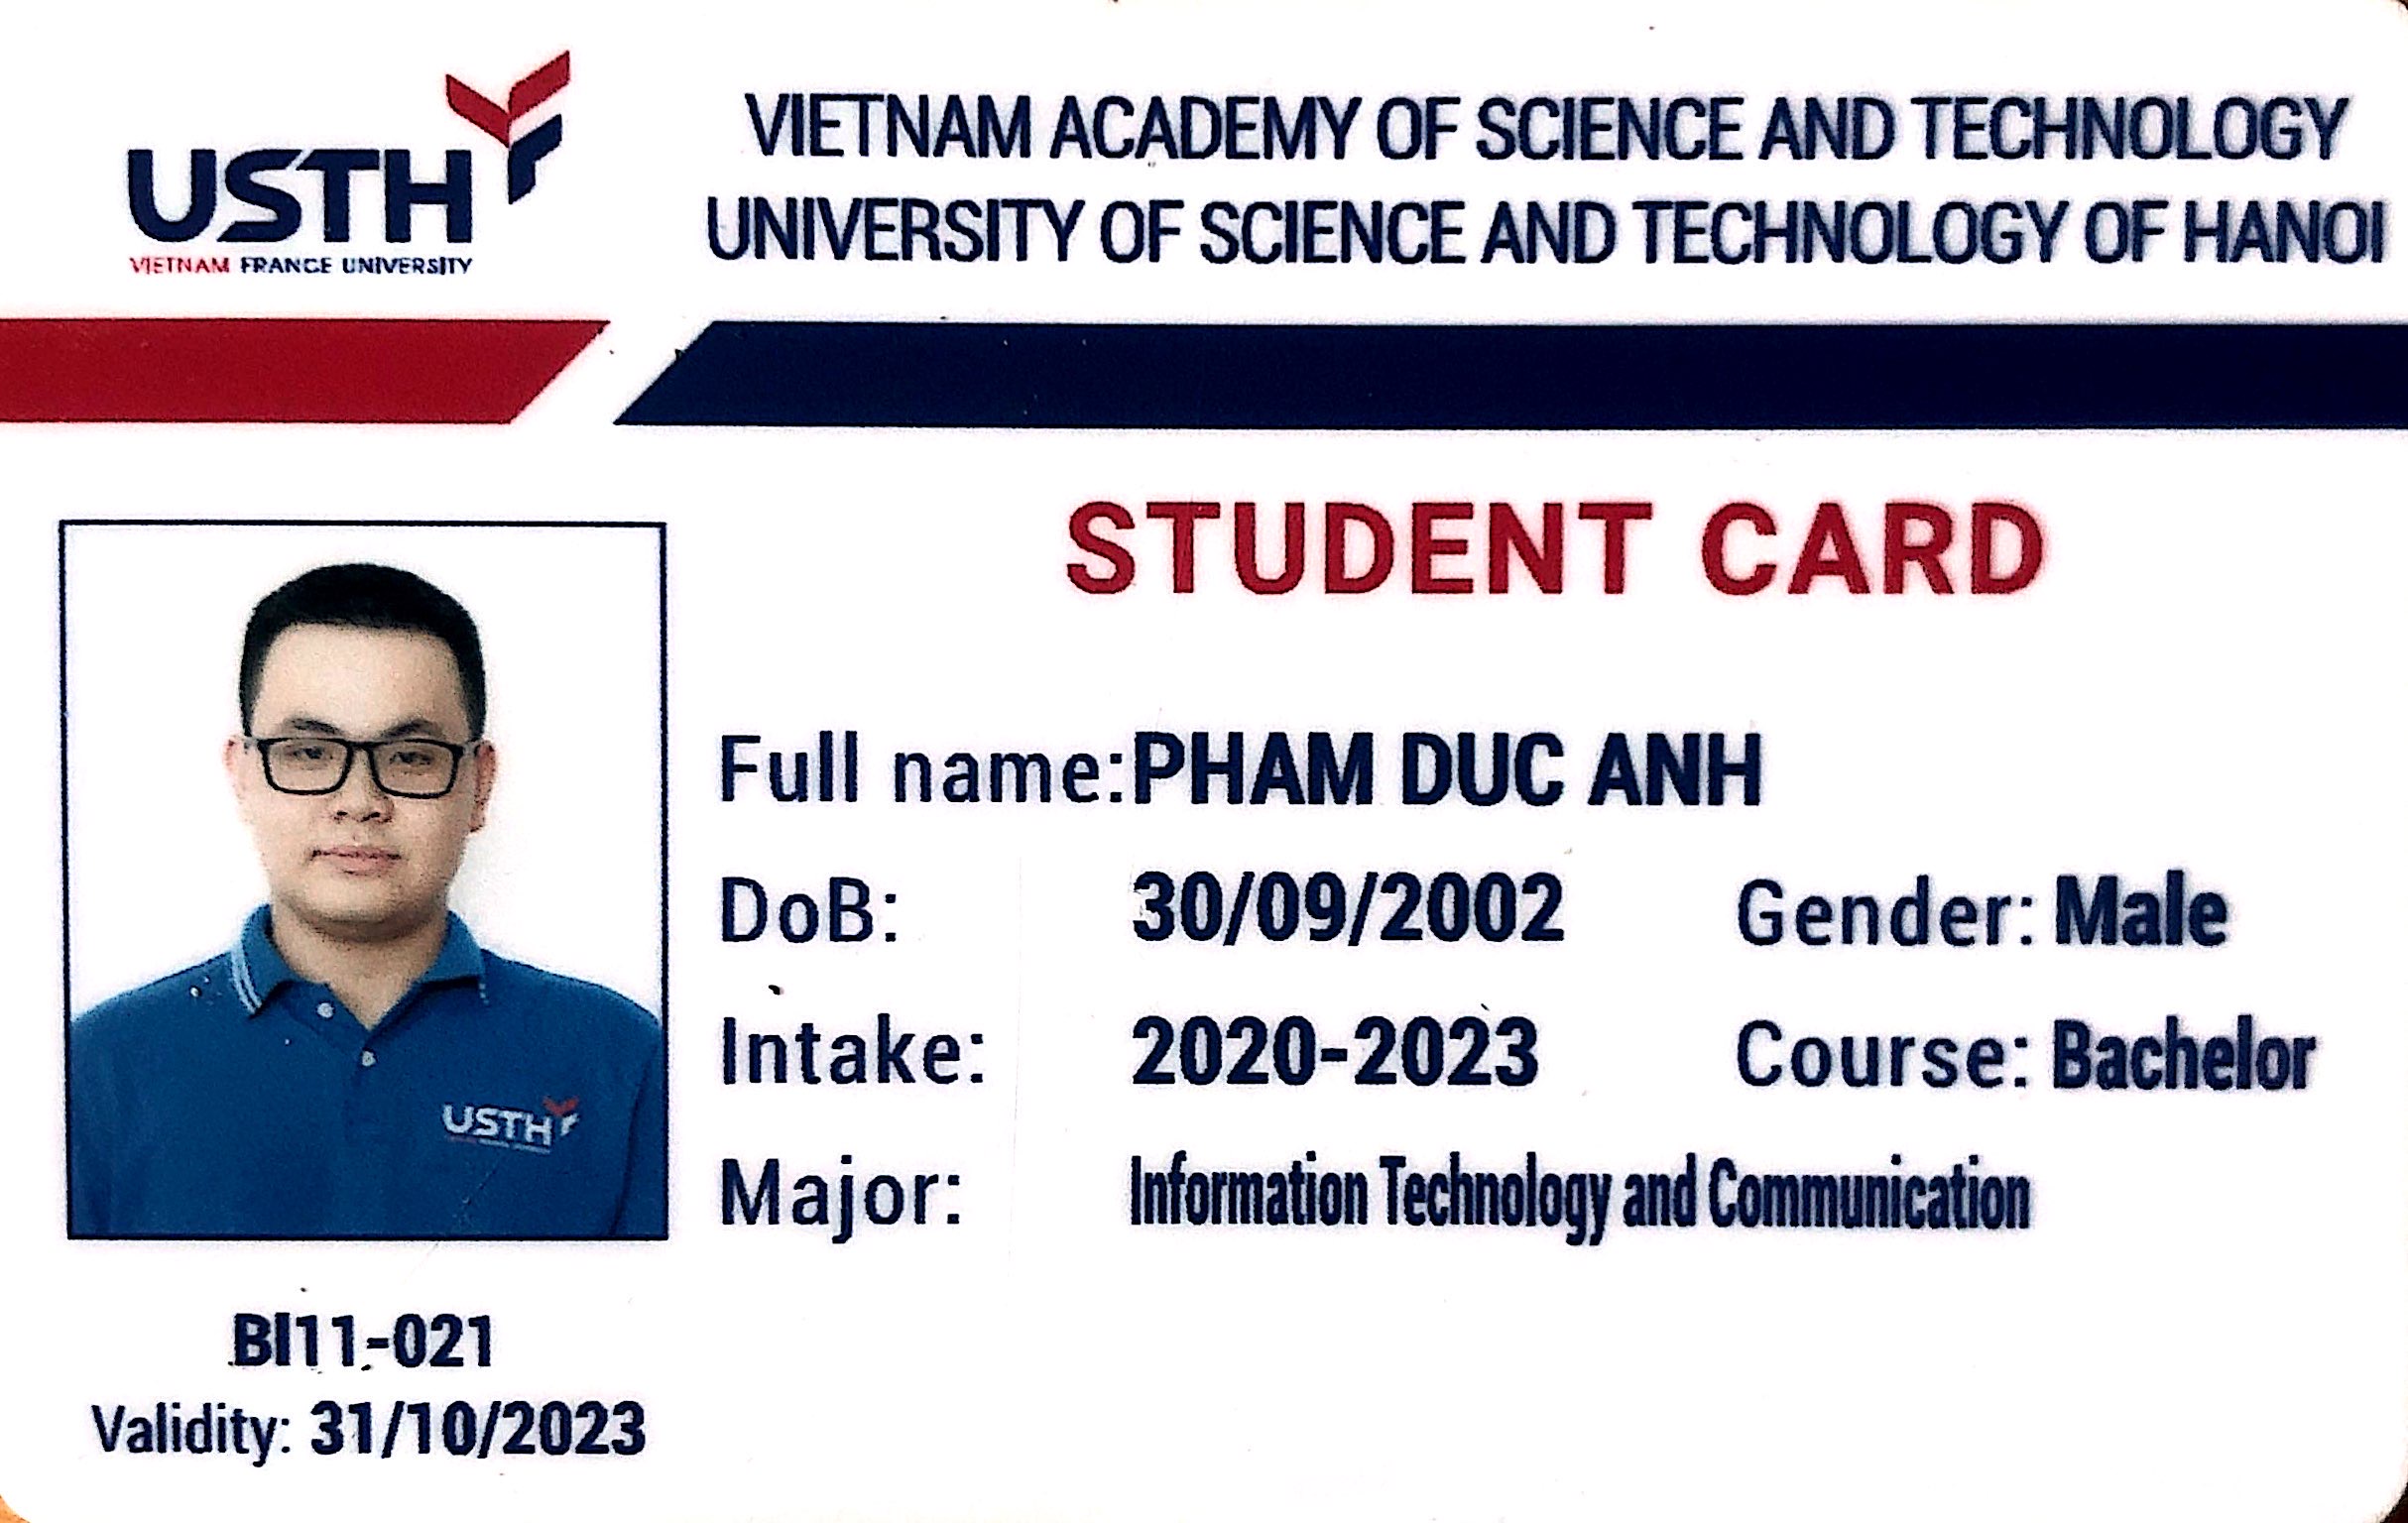 USTH
VIETNAM FRANCE UNIVERSITY
VIETNAM ACADEMY OF SCIENCE AND TECHNOLOGY
UNIVERSITY OF SCIENCE AND TECHNOLOGY OF HANOI
STUDENT CARD
Full name: PHAM DUC ANH
DoB: 30/09/2002 Gender: Male
Intake: 2020-2023 Course: Bachelor
Major: Information Technology and Communication
USTH
BI11-021
Validity: 31/10/2023